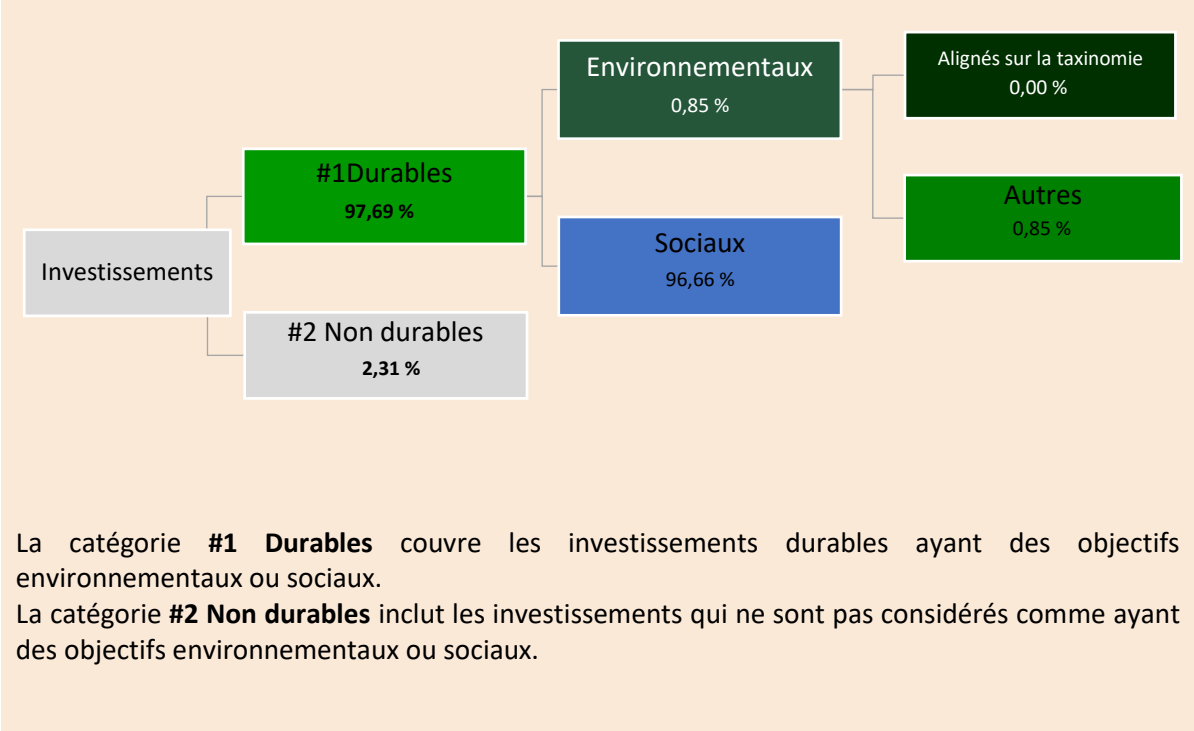 Environnementaux
0,85 %
Alignés sur la taxinomie
0,00 %
#1Durables
97,69 %
Autres
0,85 %
Investissements
Sociaux
96,66 %
#2 Non durables
2,31 %
La catégorie #1 Durables couvre les investissements durables ayant des objectifs
environnementaux ou sociaux.
La catégorie #2 Non durables inclut les investissements qui ne sont pas considérés comme ayant
des objectifs environnementaux ou sociaux.